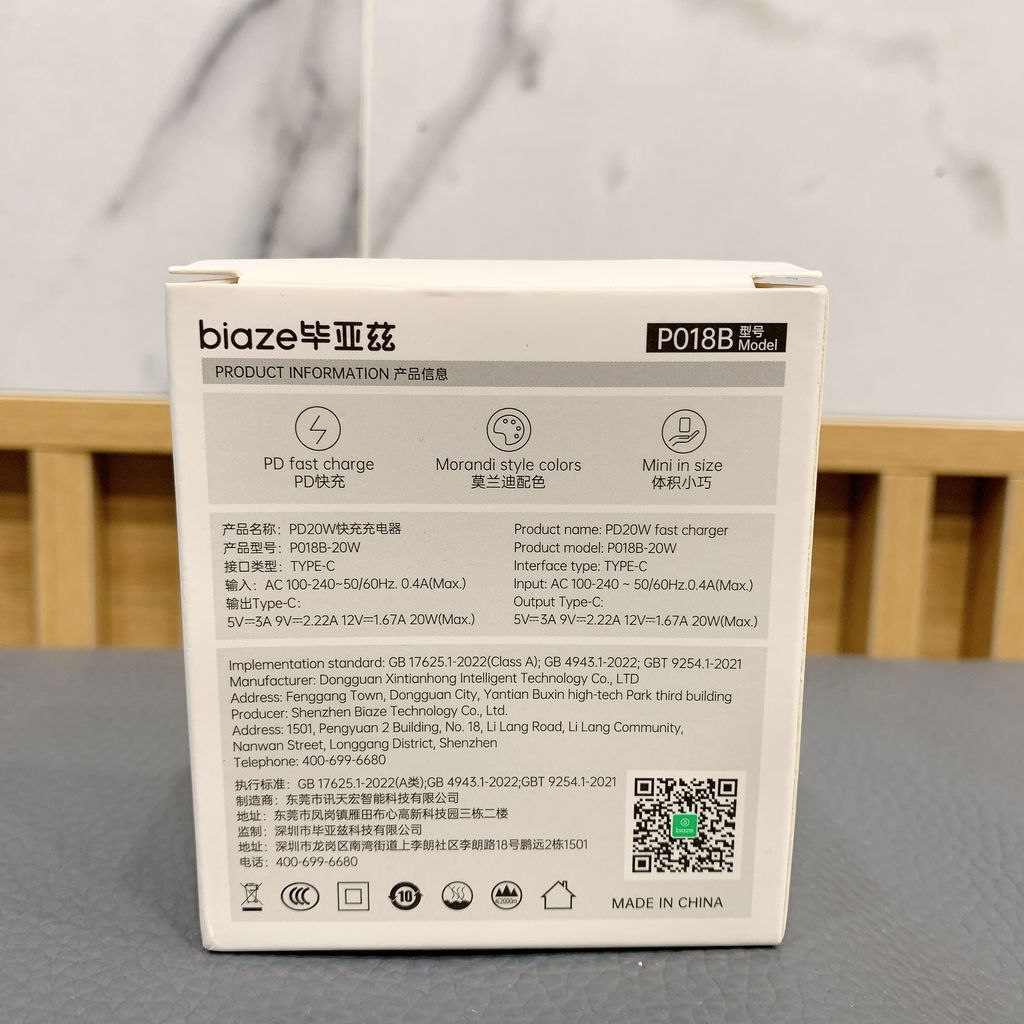 biaze毕亚兹
P018B 型号 Model
PRODUCT INFORMATION 产品信息
PD fast charge
PD快充
Morandi style colors
莫兰迪配色
Mini in size
体积小巧
产品名称：PD20W快充充电器
产品型号：P018B-20W
接口类型：TYPE-C
输入：AC 100-240~50/60Hz. 0.4A(Max.)
输出Type-C：
5V⎓3A 9V⎓2.22A 12V⎓1.67A 20W(Max.)
Product name: PD20W fast charger
Product model: P018B-20W
Interface type: TYPE-C
Input: AC 100-240 ~ 50/60Hz. 0.4A(Max.)
Output Type-C:
5V⎓3A 9V⎓2.22A 12V⎓1.67A 20W(Max.)
Implementation standard: GB 17625.1-2022(Class A); GB 4943.1-2022; GBT 9254.1-2021
Manufacturer: Dongguan Xintianhong Intelligent Technology Co., LTD
Address: Fenggang Town, Dongguan City, Yantian Buxin high-tech Park third building
Producer: Shenzhen Biaze Technology Co., Ltd.
Address: 1501, Pengyuan 2 Building, No. 18, Li Lang Road, Li Lang Community,
Nanwan Street, Longgang District, Shenzhen
Telephone: 400-699-6680
执行标准：GB 17625.1-2022(A类);GB 4943.1-2022;GBT 9254.1-2021
制造商：东莞市讯天宏智能科技有限公司
地址：东莞市凤岗镇雁田布心高新科技园三栋二楼
监制：深圳市毕亚兹科技有限公司
地址：深圳市龙岗区南湾街道上李朗社区李朗路18号鹏远2栋1501
电话：400-699-6680
biaze
CCC
10
≤2000m
MADE IN CHINA